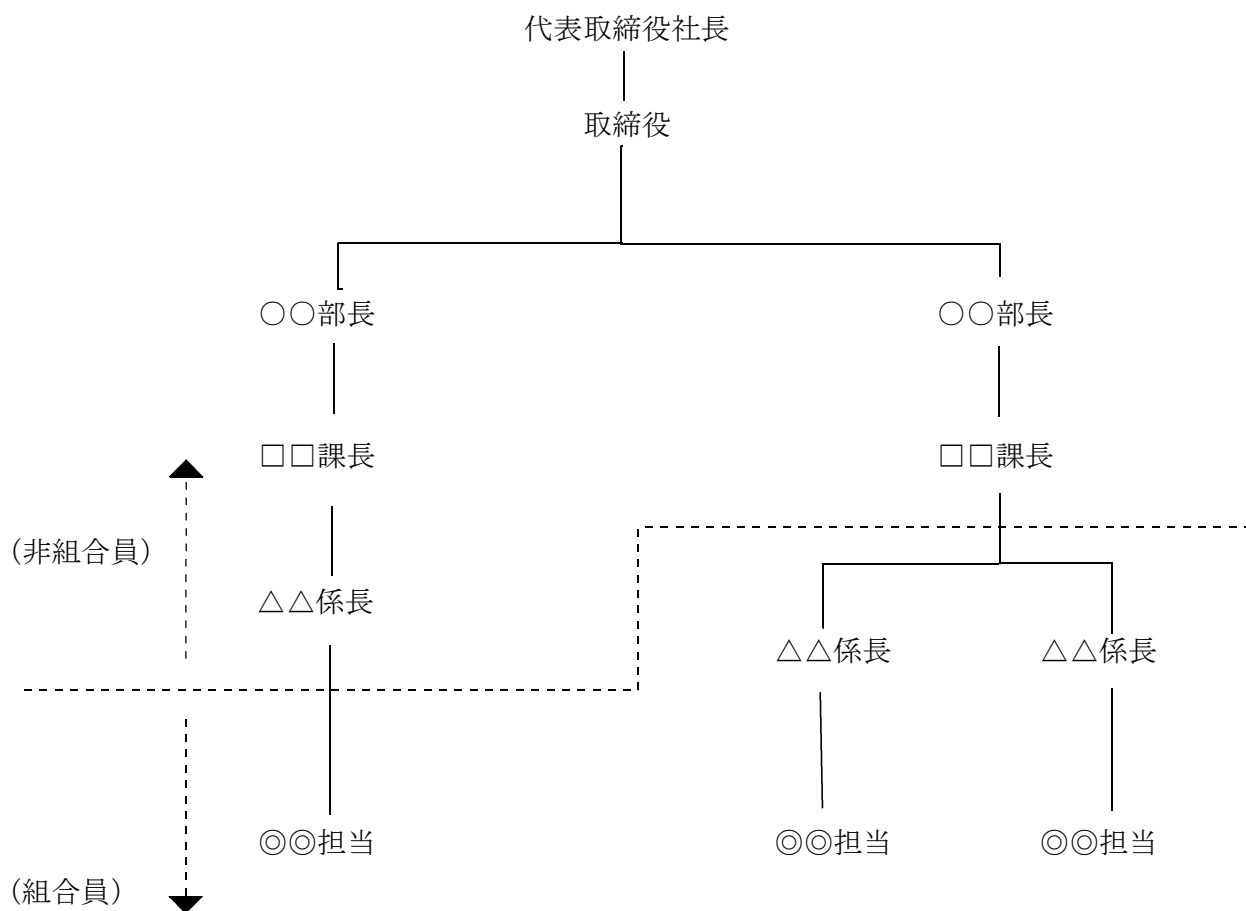 代表取締役社長
取締役
○○部長
○○部長
□□課長
□□課長
(非組合員)
△△係長
△△係長
△△係長
◎◎担当
◎◎担当
◎◎担当
(組合員)